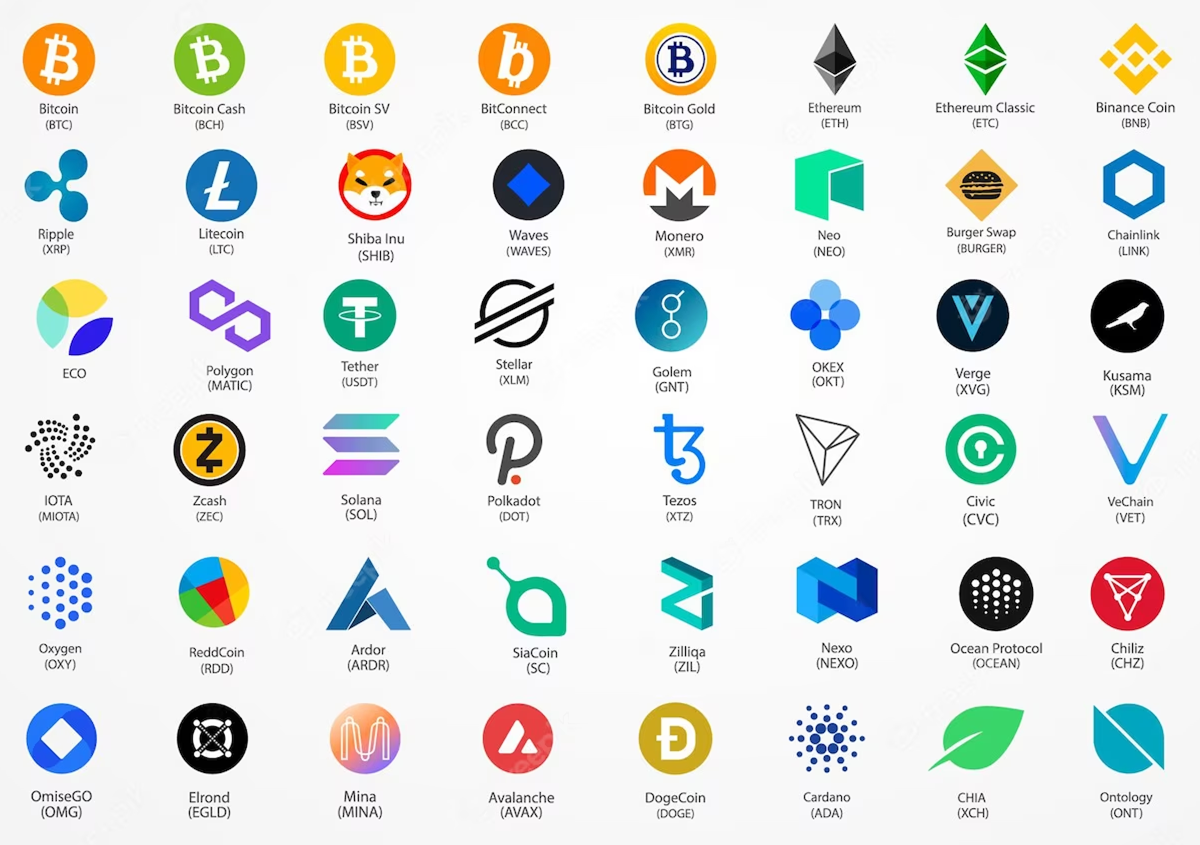 Bitcoin
(BTC)
Bitcoin Cash
(BCH)
Bitcoin SV
(BSV)
BitConnect
(BCC)
Bitcoin Gold
(BTG)
Ethereum
(ETH)
Ethereum Classic
(ETC)
Binance Coin
(BNB)
Ripple
(XRP)
Litecoin
(LTC)
Shiba Inu
(SHIB)
Waves
(WAVES)
Monero
(XMR)
Neo
(NEO)
Burger Swap
(BURGER)
Chainlink
(LINK)
ECO
Polygon
(MATIC)
Tether
(USDT)
Stellar
(XLM)
Golem
(GNT)
OKEX
(OKT)
Verge
(XVG)
Kusama
(KSM)
IOTA
(MIOTA)
Zcash
(ZEC)
Solana
(SOL)
Polkadot
(DOT)
Tezos
(XTZ)
TRON
(TRX)
Civic
(CVC)
VeChain
(VET)
Oxygen
(OXY)
ReddCoin
(RDD)
Ardor
(ARDR)
SiaCoin
(SC)
Zilliqa
(ZIL)
Nexo
(NEXO)
Ocean Protocol
(OCEAN)
Chiliz
(CHZ)
OmiseGO
(OMG)
Elrond
(EGLD)
Mina
(MINA)
Avalanche
(AVAX)
DogeCoin
(DOGE)
Cardano
(ADA)
CHIA
(XCH)
Ontology
(ONT)